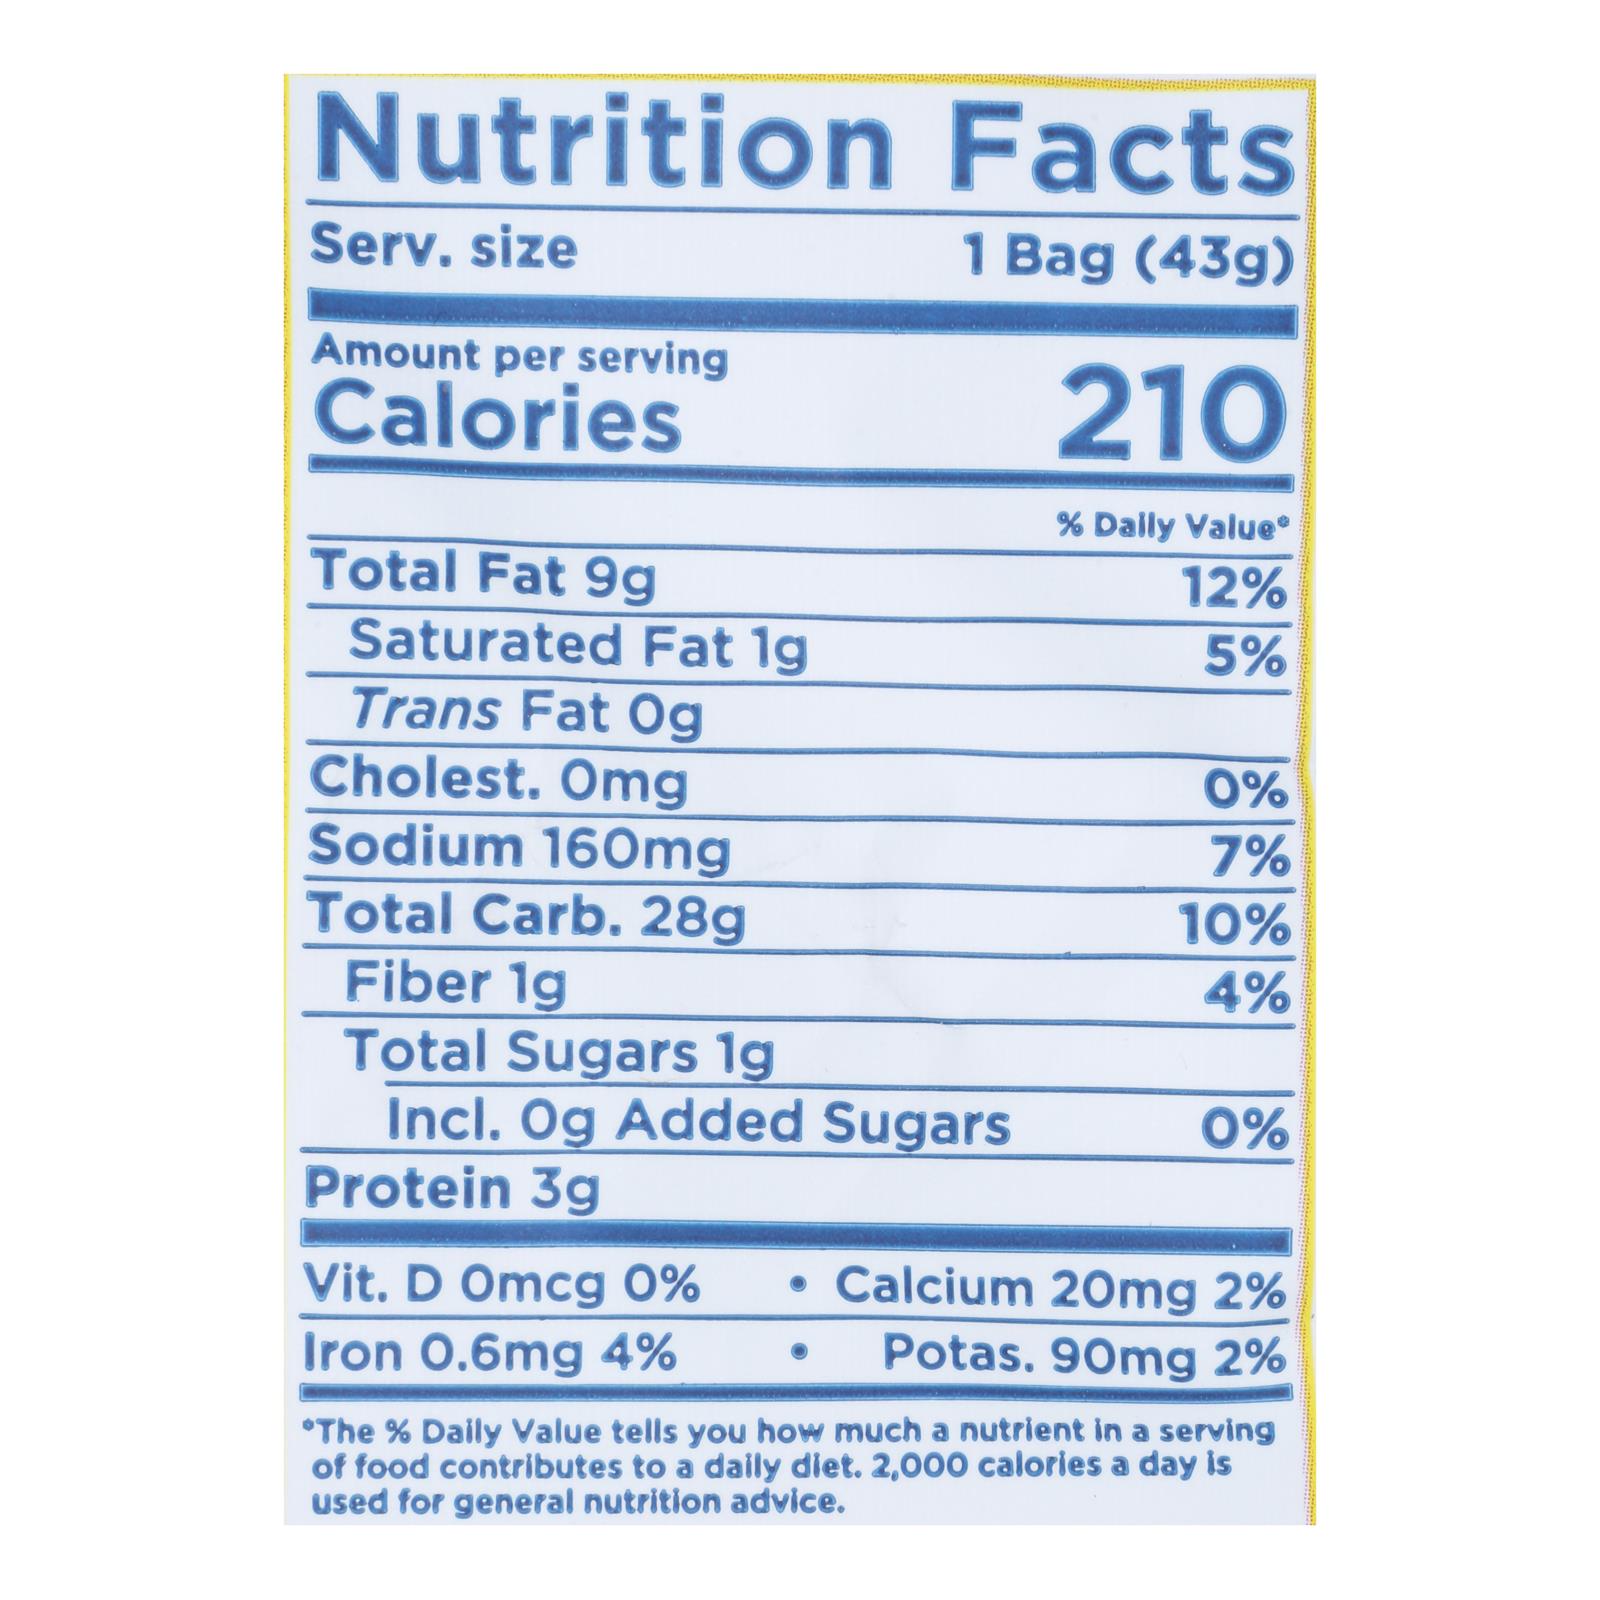 Nutrition Facts
Serv. size 1 Bag (43g)
Amount per serving
Calories 210
% Daily Value*
Total Fat 9g 12%
Saturated Fat 1g 5%
Trans Fat 0g
Cholest. 0mg 0%
Sodium 160mg 7%
Total Carb. 28g 10%
Fiber 1g 4%
Total Sugars 1g
Incl. 0g Added Sugars 0%
Protein 3g
Vit. D 0mcg 0% • Calcium 20mg 2%
Iron 0.6mg 4% • Potas. 90mg 2%
*The % Daily Value tells you how much a nutrient in a serving
of food contributes to a daily diet. 2,000 calories a day is
used for general nutrition advice.